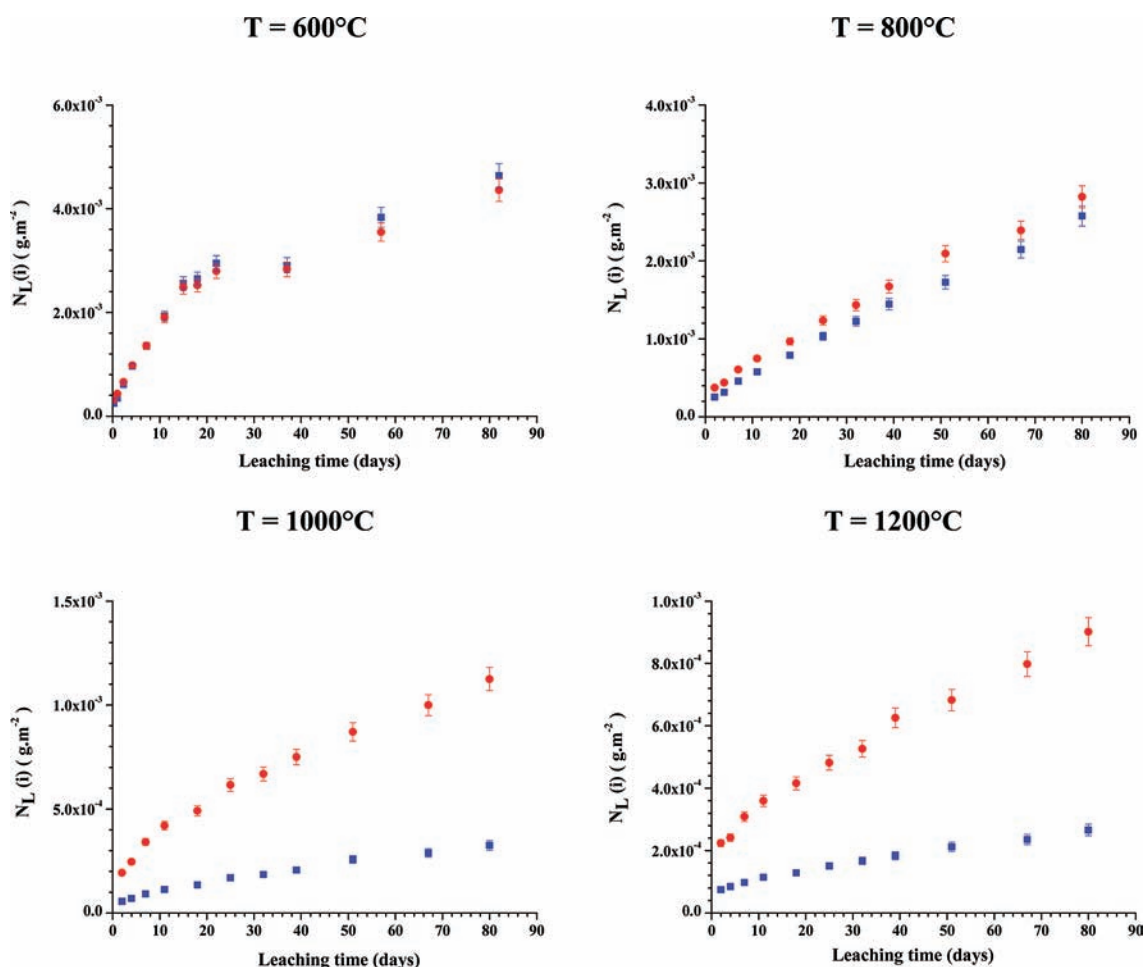 T = 600°C
6.0x10⁻³
4.0x10⁻³
2.0x10⁻³
0.0
N_L(i) ( g.m⁻²)
0 10 20 30 40 50 60 70 80 90
Leaching time (days)
T = 800°C
4.0x10⁻³
3.0x10⁻³
2.0x10⁻³
1.0x10⁻³
0.0
N_L (i) ( g.m⁻²)
0 10 20 30 40 50 60 70 80 90
Leaching time (days)
T = 1000°C
1.5x10⁻³
1.0x10⁻³
5.0x10⁻⁴
0.0
N_L (i) ( g.m⁻²)
0 10 20 30 40 50 60 70 80 90
Leaching time (days)
T = 1200°C
1.0x10⁻³
8.0x10⁻⁴
6.0x10⁻⁴
4.0x10⁻⁴
2.0x10⁻⁴
0.0
N_L (i) ( g.m⁻²)
0 10 20 30 40 50 60 70 80 90
Leaching time (days)